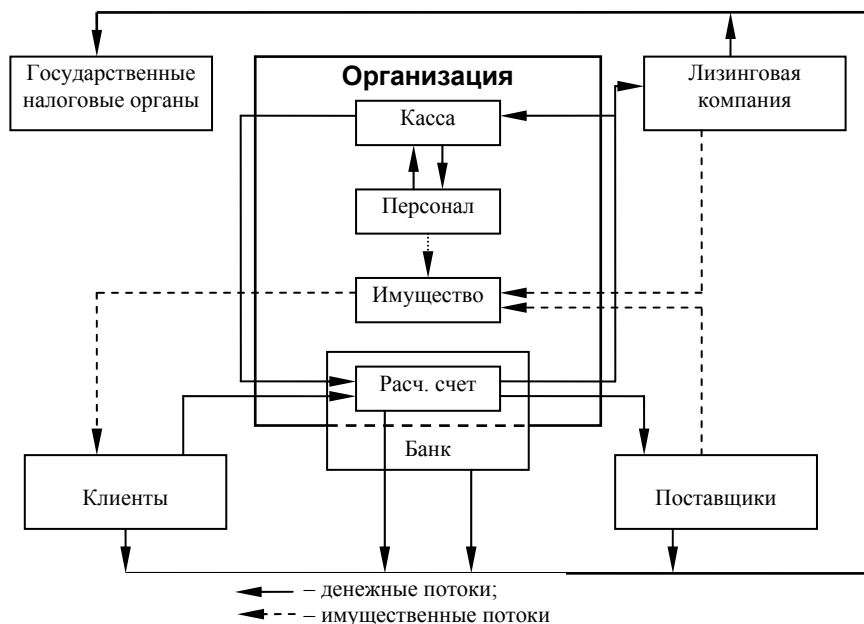 Государственные
налоговые органы
Организация
Лизинговая
компания
Касса
Персонал
Имущество
Расч. счет
Банк
Клиенты
Поставщики
– денежные потоки;
– имущественные потоки